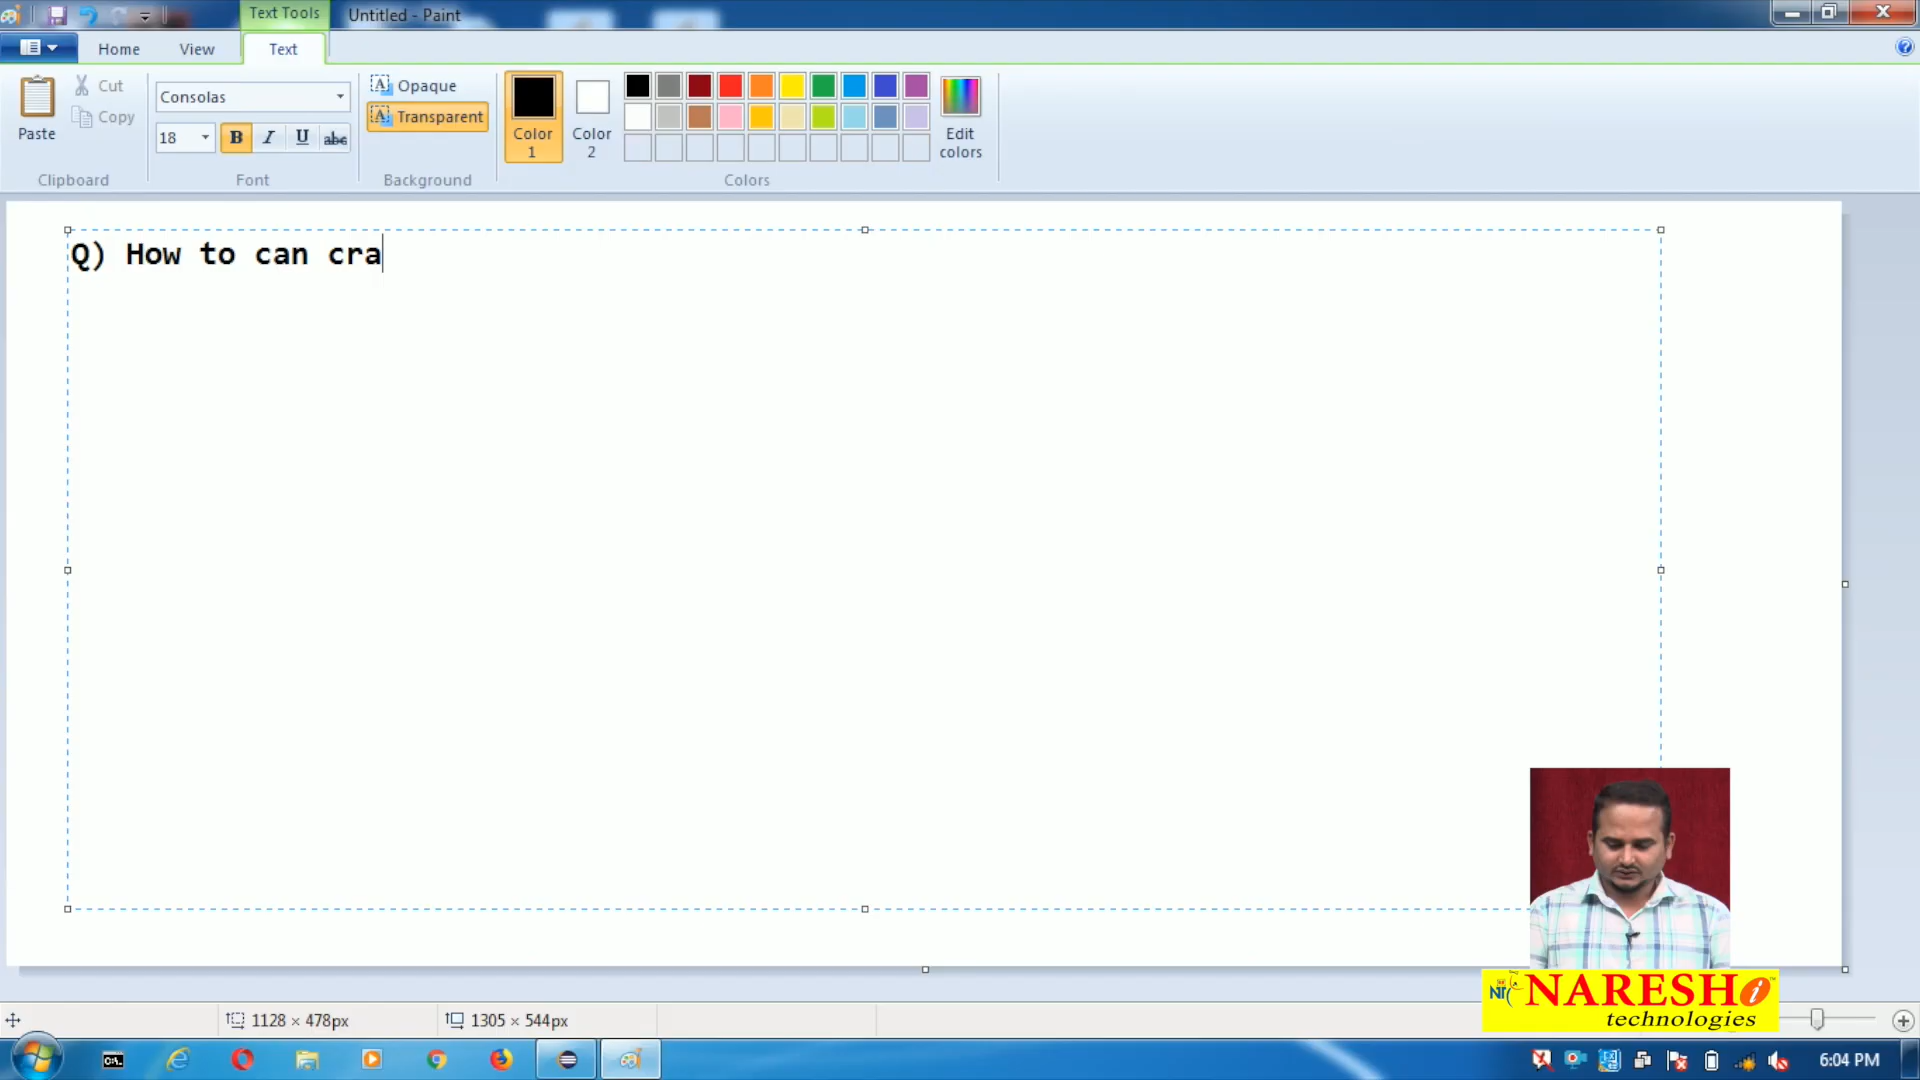 Text Tools
Untitled - Paint
Home
View
Text
Paste
Cut
Copy
Clipboard
Consolas
18
B
I
U
abc
Font
Opaque
Transparent
Background
Color 1
Color 2
Edit colors
Colors
Q) How to can cra
1128 × 478px
1305 × 544px
NARESH i
technologies
6:04 PM